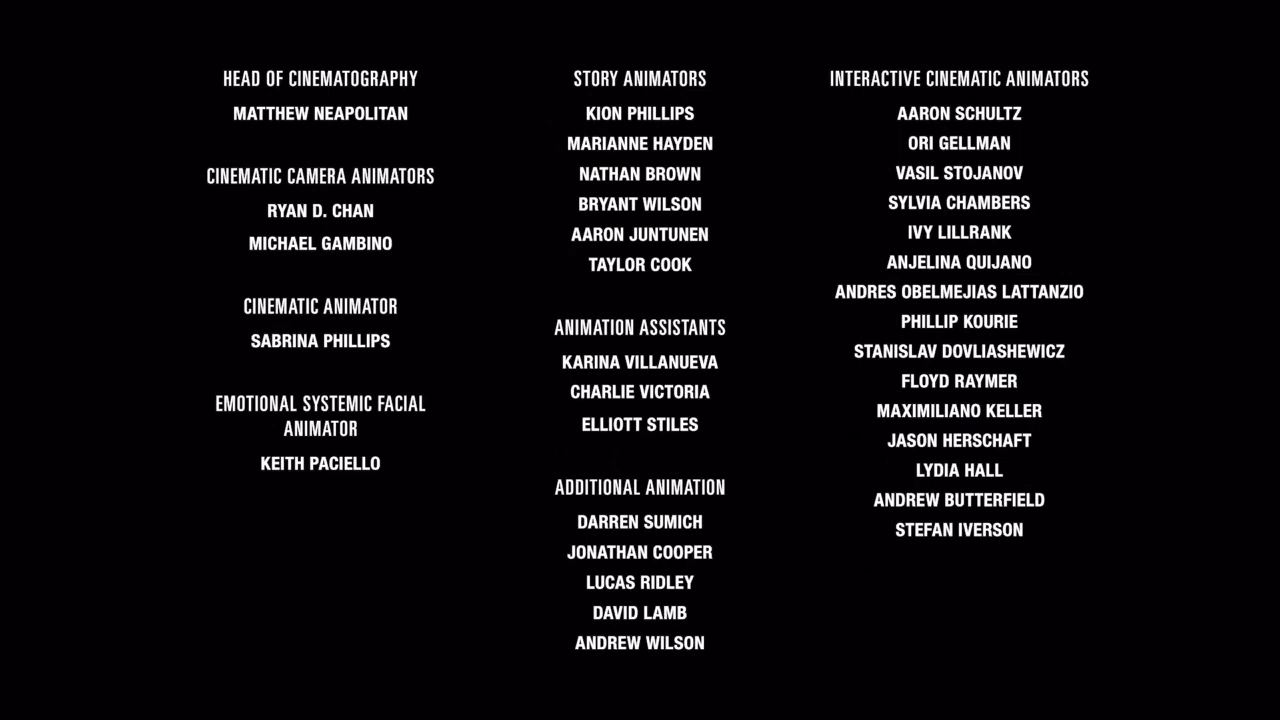 HEAD OF CINEMATOGRAPHY
MATTHEW NEAPOLITAN
CINEMATIC CAMERA ANIMATORS
RYAN D. CHAN
MICHAEL GAMBINO
CINEMATIC ANIMATOR
SABRINA PHILLIPS
EMOTIONAL SYSTEMIC FACIAL
ANIMATOR
KEITH PACIELLO
STORY ANIMATORS
KION PHILLIPS
MARIANNE HAYDEN
NATHAN BROWN
BRYANT WILSON
AARON JUNTUNEN
TAYLOR COOK
ANIMATION ASSISTANTS
KARINA VILLANUEVA
CHARLIE VICTORIA
ELLIOTT STILES
ADDITIONAL ANIMATION
DARREN SUMICH
JONATHAN COOPER
LUCAS RIDLEY
DAVID LAMB
ANDREW WILSON
INTERACTIVE CINEMATIC ANIMATORS
AARON SCHULTZ
ORI GELLMAN
VASIL STOJANOV
SYLVIA CHAMBERS
IVY LILLRANK
ANJELINA QUIJANO
ANDRES OBELMEJIAS LATTANZIO
PHILLIP KOURIE
STANISLAV DOVLIASHEWICZ
FLOYD RAYMER
MAXIMILIANO KELLER
JASON HERSCHAFT
LYDIA HALL
ANDREW BUTTERFIELD
STEFAN IVERSON